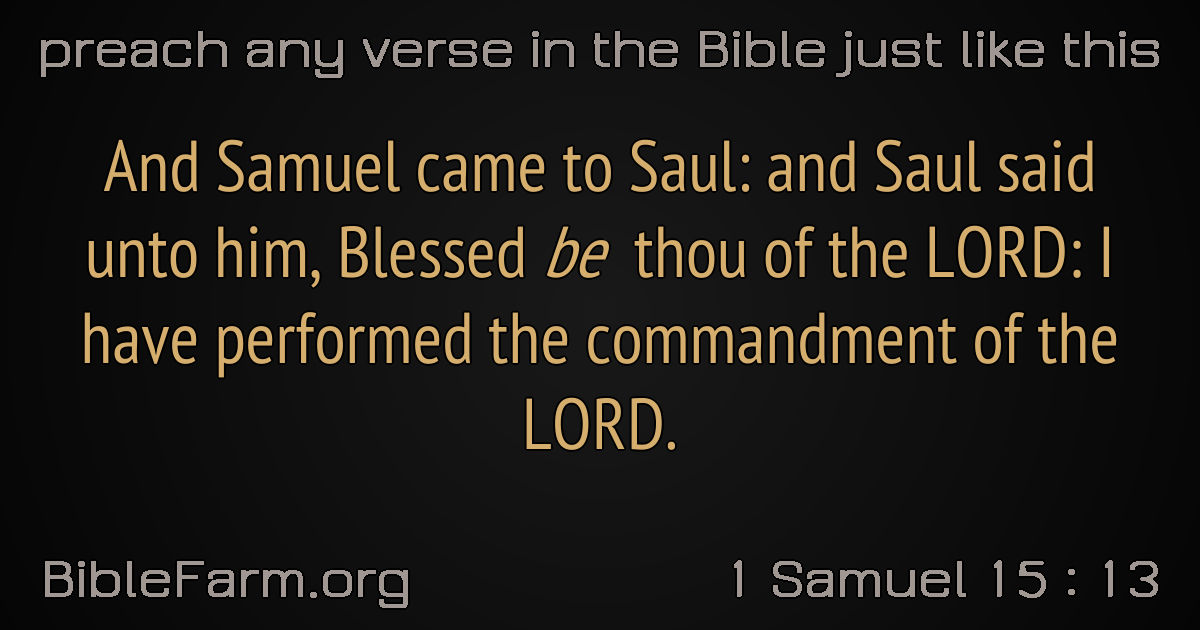 preach any verse in the Bible just like this
And Samuel came to Saul: and Saul said
unto him, Blessed be thou of the LORD: I
have performed the commandment of the
LORD.
BibleFarm.org
1 Samuel 15 : 13